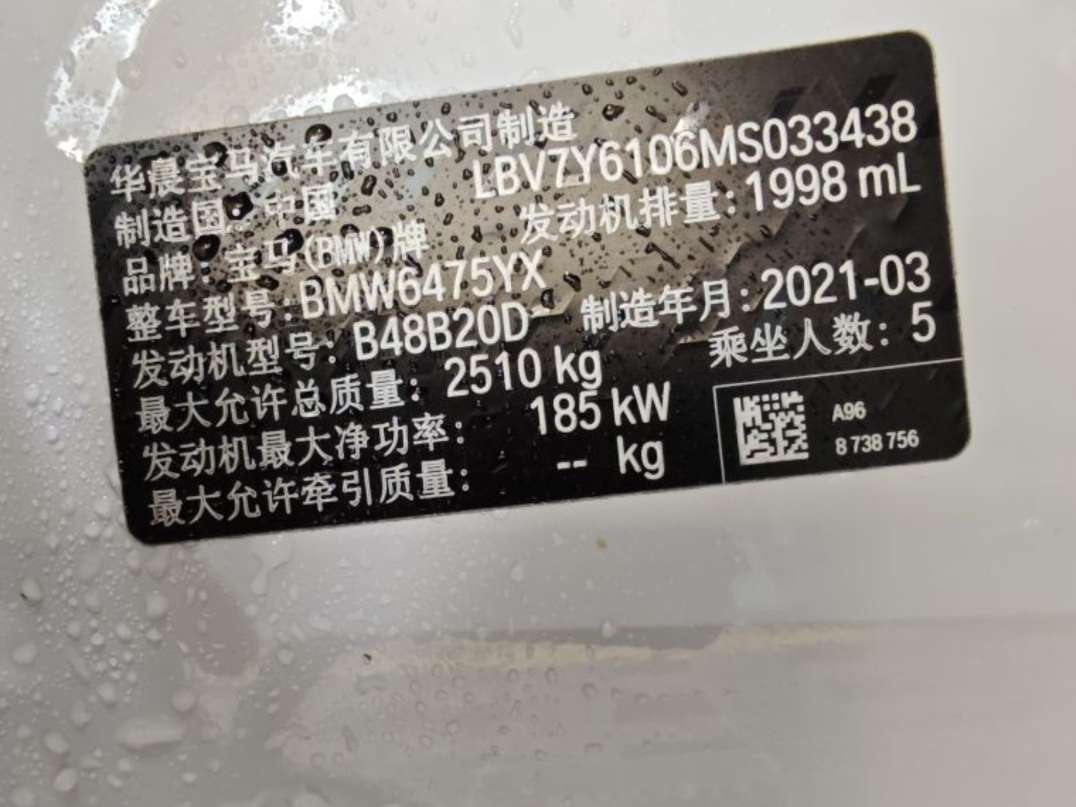 华晨宝马汽车有限公司制造
制造国：中国 LBV7Y6106MS033438
品牌：宝马(BMW)牌 发动机排量：1998 mL
整车型号：BMW6475YX
发动机型号：B48B20D 制造年月：2021-03
最大允许总质量：2510 kg 乘坐人数：5
发动机最大净功率：185 kW
最大允许牵引质量：-- kg
A96
8 738 756